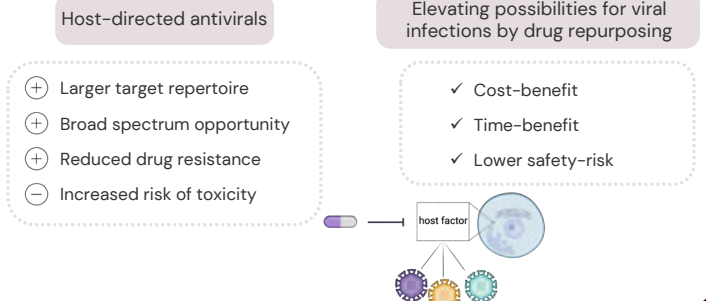 Host-directed antivirals
Elevating possibilities for viral
infections by drug repurposing
+ Larger target repertoire
+ Broad spectrum opportunity
+ Reduced drug resistance
− Increased risk of toxicity
✓ Cost-benefit
✓ Time-benefit
✓ Lower safety-risk
host factor